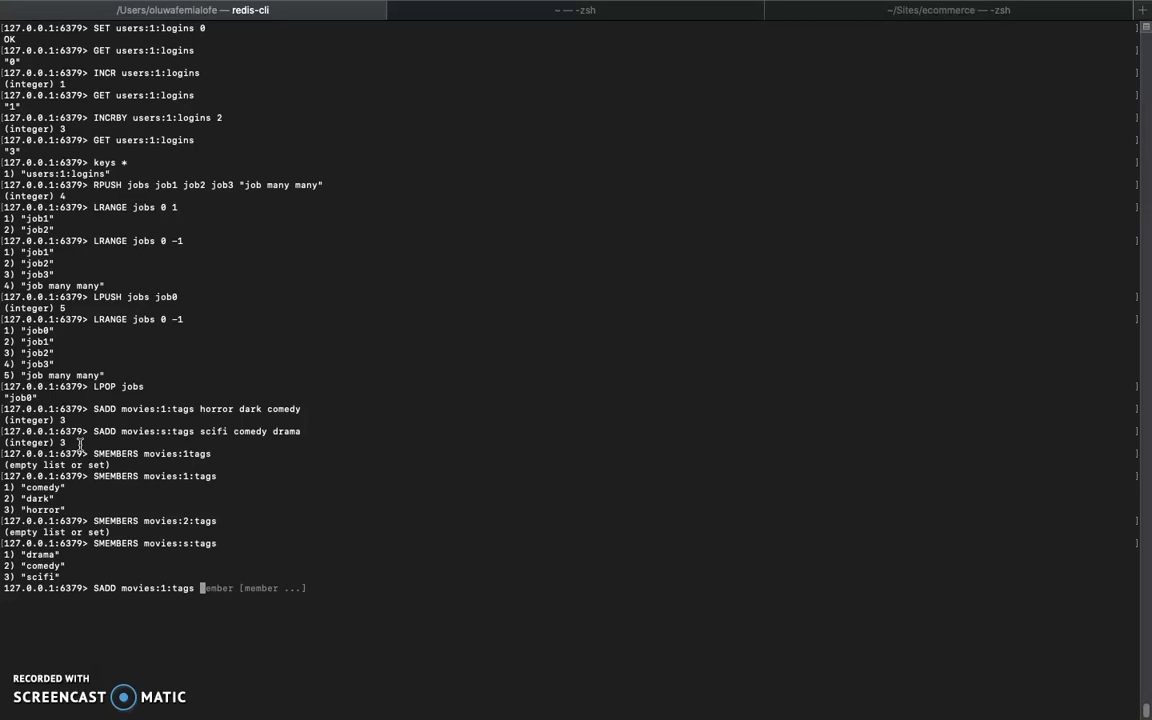 /Users/oluwafemialofe — redis-cli
~ — -zsh
~/Sites/ecommerce — -zsh
+
[127.0.0.1:6379> SET users:1:logins 0 ]
OK
[127.0.0.1:6379> GET users:1:logins ]
"0"
[127.0.0.1:6379> INCR users:1:logins ]
(integer) 1
[127.0.0.1:6379> GET users:1:logins ]
"1"
[127.0.0.1:6379> INCRBY users:1:logins 2 ]
(integer) 3
[127.0.0.1:6379> GET users:1:logins ]
"3"
[127.0.0.1:6379> keys * ]
1) "users:1:logins"
[127.0.0.1:6379> RPUSH jobs job1 job2 job3 "job many many" ]
(integer) 4
[127.0.0.1:6379> LRANGE jobs 0 1 ]
1) "job1"
2) "job2"
[127.0.0.1:6379> LRANGE jobs 0 -1 ]
1) "job1"
2) "job2"
3) "job3"
4) "job many many"
[127.0.0.1:6379> LPUSH jobs job0 ]
(integer) 5
[127.0.0.1:6379> LRANGE jobs 0 -1 ]
1) "job0"
2) "job1"
3) "job2"
4) "job3"
5) "job many many"
[127.0.0.1:6379> LPOP jobs ]
"job0"
[127.0.0.1:6379> SADD movies:1:tags horror dark comedy ]
(integer) 3
[127.0.0.1:6379> SADD movies:s:tags scifi comedy drama ]
(integer) 3
[127.0.0.1:6379> SMEMBERS movies:1tags ]
(empty list or set)
[127.0.0.1:6379> SMEMBERS movies:1:tags ]
1) "comedy"
2) "dark"
3) "horror"
[127.0.0.1:6379> SMEMBERS movies:2:tags ]
(empty list or set)
[127.0.0.1:6379> SMEMBERS movies:s:tags ]
1) "drama"
2) "comedy"
3) "scifi"
127.0.0.1:6379> SADD movies:1:tags ember [member ...]
RECORDED WITH
SCREENCAST MATIC